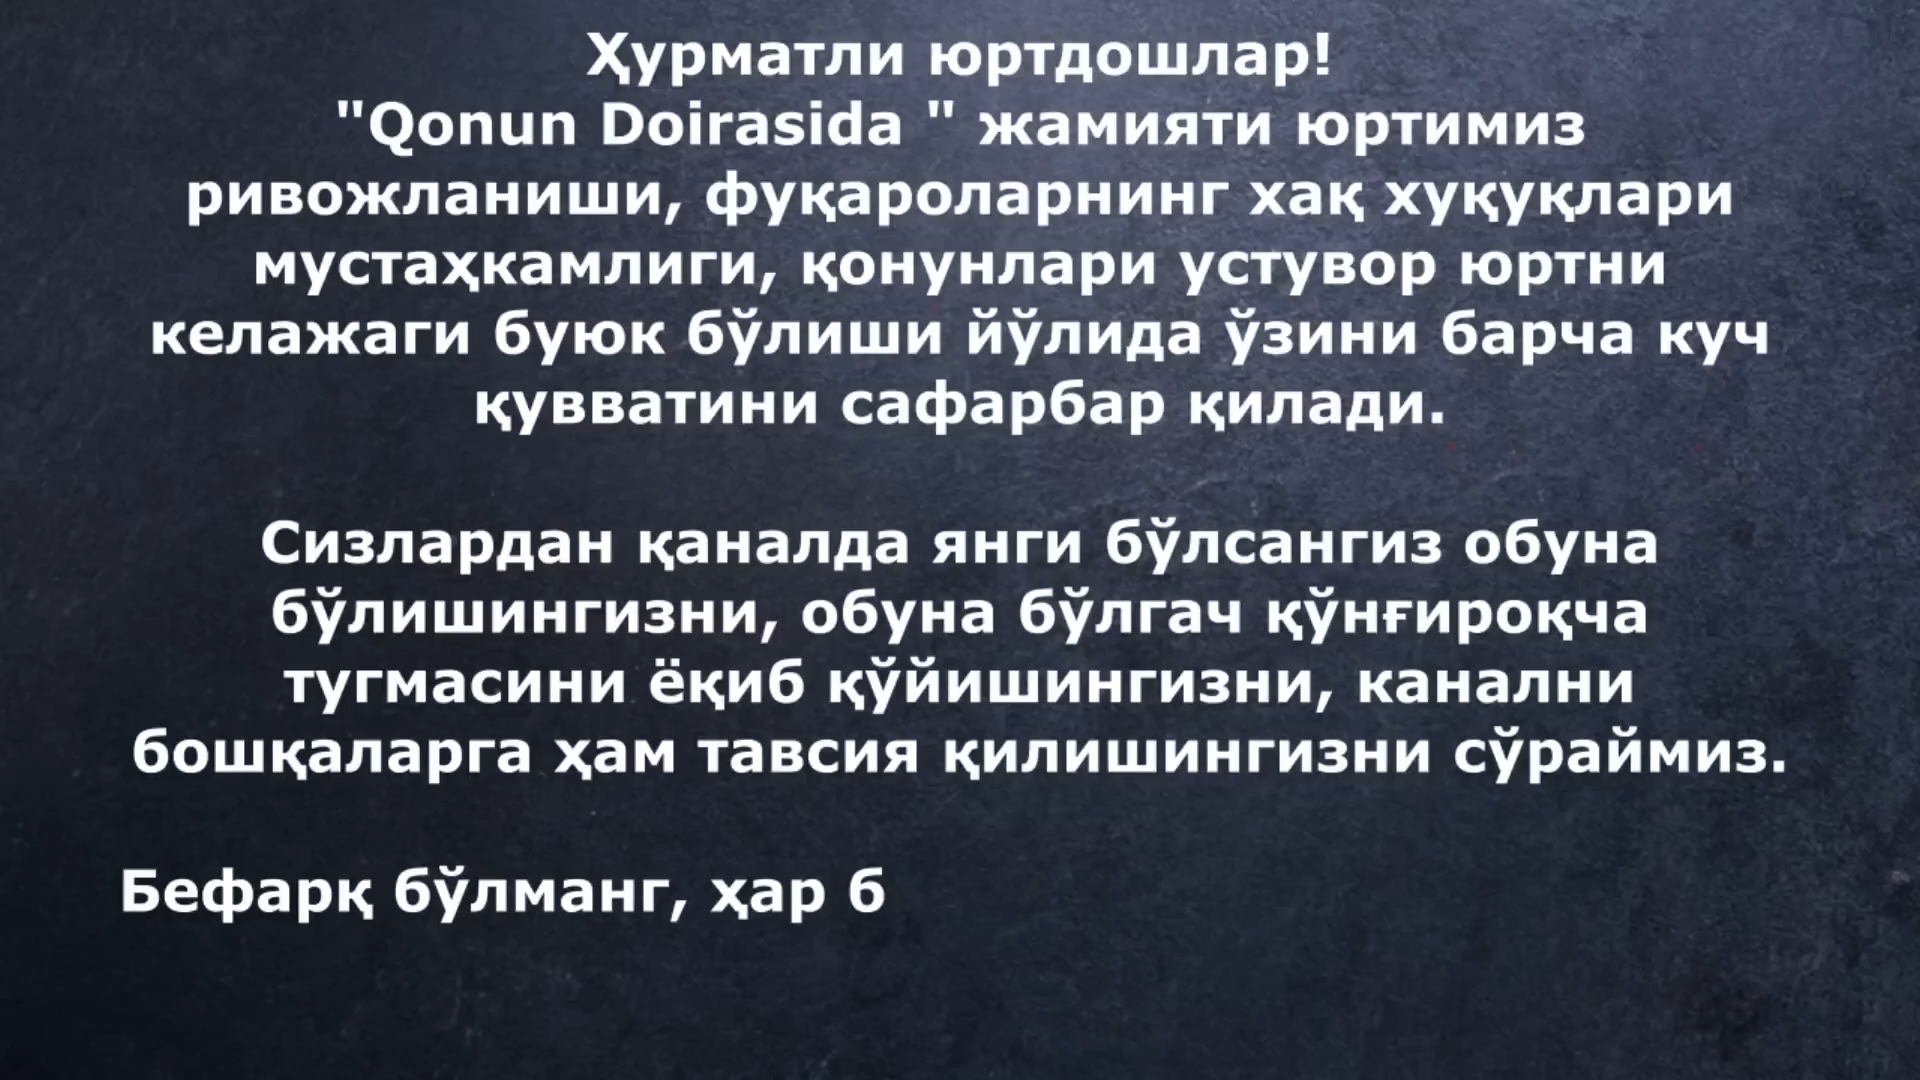 Ҳурматли юртдошлар!
"Qonun Doirasida " жамияти юртимиз
ривожланиши, фуқароларнинг хақ хуқуқлари
мустаҳкамлиги, қонунлари устувор юртни
келажаги буюк бўлиши йўлида ўзини барча куч
қувватини сафарбар қилади.
Сизлардан қаналда янги бўлсангиз обуна
бўлишингизни, обуна бўлгач қўнғироқча
тугмасини ёқиб қўйишингизни, канални
бошқаларга ҳам тавсия қилишингизни сўраймиз.
Бефарқ бўлманг, ҳар б